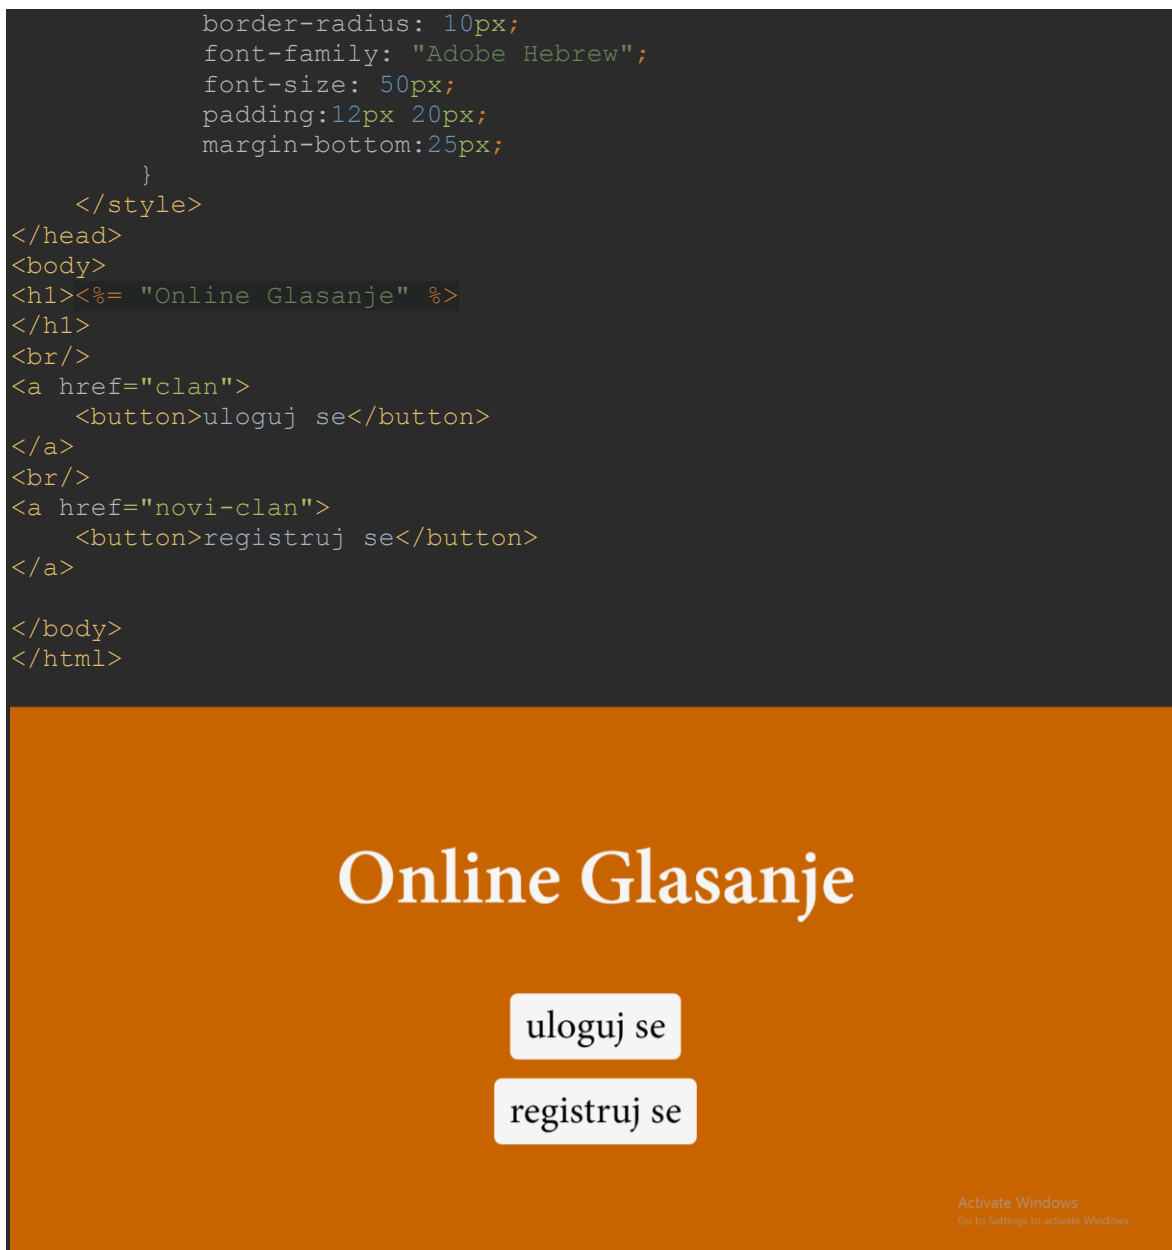 border-radius: 10px;
font-family: "Adobe Hebrew";
font-size: 50px;
padding:12px 20px;
margin-bottom:25px;
}
</style>
</head>
<body>
<h1><%= "Online Glasanje" %>
</h1>
<br/>
<a href="clan">
<button>uloguj se</button>
</a>
<br/>
<a href="novi-clan">
<button>registruj se</button>
</a>
</body>
</html>
Online Glasanje
uloguj se
registruj se
Activate Windows
Go to Settings to activate Windows.